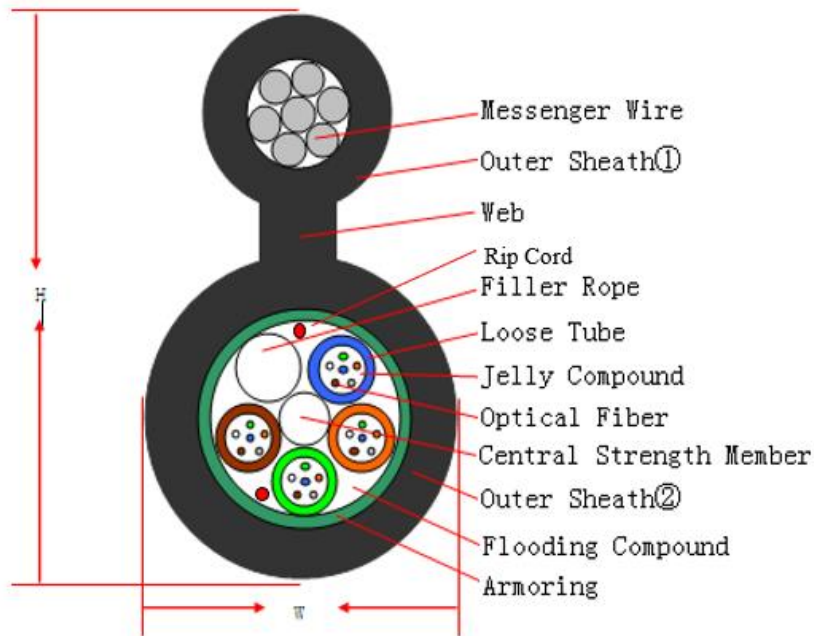 Messenger Wire
Outer Sheath①
Web
Rip Cord
Filler Rope
H
Loose Tube
Jelly Compound
Optical Fiber
Central Strength Member
Outer Sheath②
Flooding Compound
Armoring
W